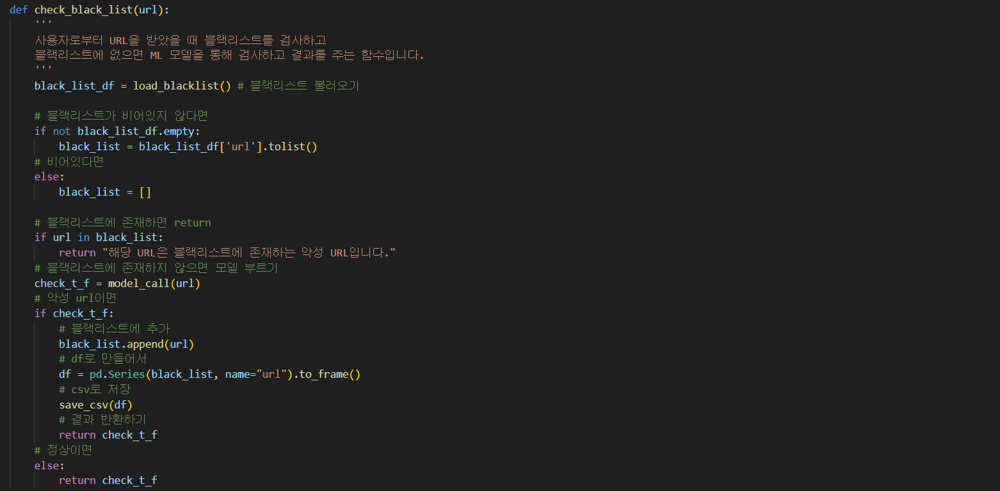 def check_black_list(url):
    '''
    사용자로부터 URL을 받았을 때 블랙리스트를 검사하고
    블랙리스트에 없으면 ML 모델을 통해 검사하고 결과를 주는 함수입니다.
    '''
    black_list_df = load_blacklist() # 블랙리스트 불러오기
    # 블랙리스트가 비어있지 않다면
    if not black_list_df.empty:
        black_list = black_list_df['url'].tolist()
    # 비어있다면
    else:
        black_list = []
    # 블랙리스트에 존재하면 return
    if url in black_list:
        return "해당 URL은 블랙리스트에 존재하는 악성 URL입니다."
    # 블랙리스트에 존재하지 않으면 모델 부르기
    check_t_f = model_call(url)
    # 악성 url이면
    if check_t_f:
        # 블랙리스트에 추가
        black_list.append(url)
        # df로 만들어서
        df = pd.Series(black_list, name="url").to_frame()
        # csv로 저장
        save_csv(df)
        # 결과 반환하기
        return check_t_f
    # 정상이면
    else:
        return check_t_f